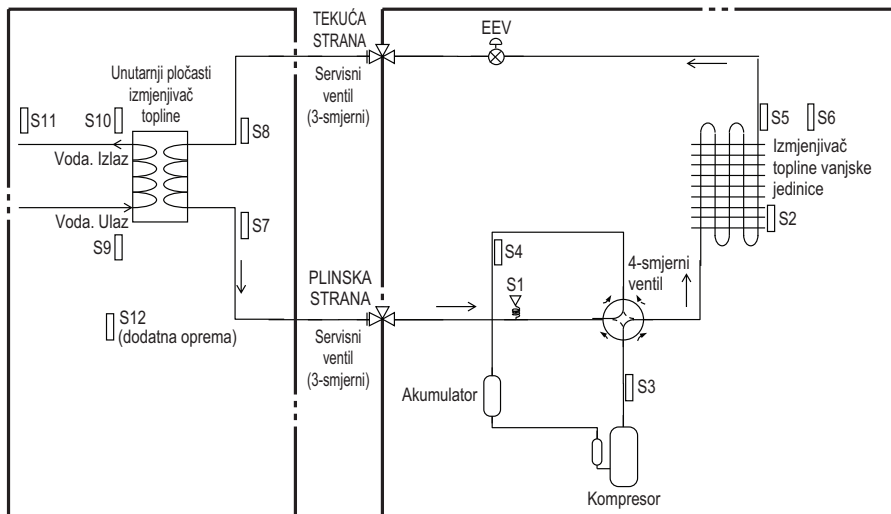 TEKUĆA
STRANA
EEV
Servisni
ventil
(3-smjerni)
Unutarnji pločasti
izmjenjivač
topline
S11
S10
S8
S5
S6
Voda. Izlaz
Izmjenjivač
topline vanjske
jedinice
Voda. Ulaz
S7
S2
S9
S4
4-smjerni
ventil
PLINSKA
STRANA
S1
S12
(dodatna oprema)
Servisni
ventil
(3-smjerni)
Akumulator
S3
Kompresor